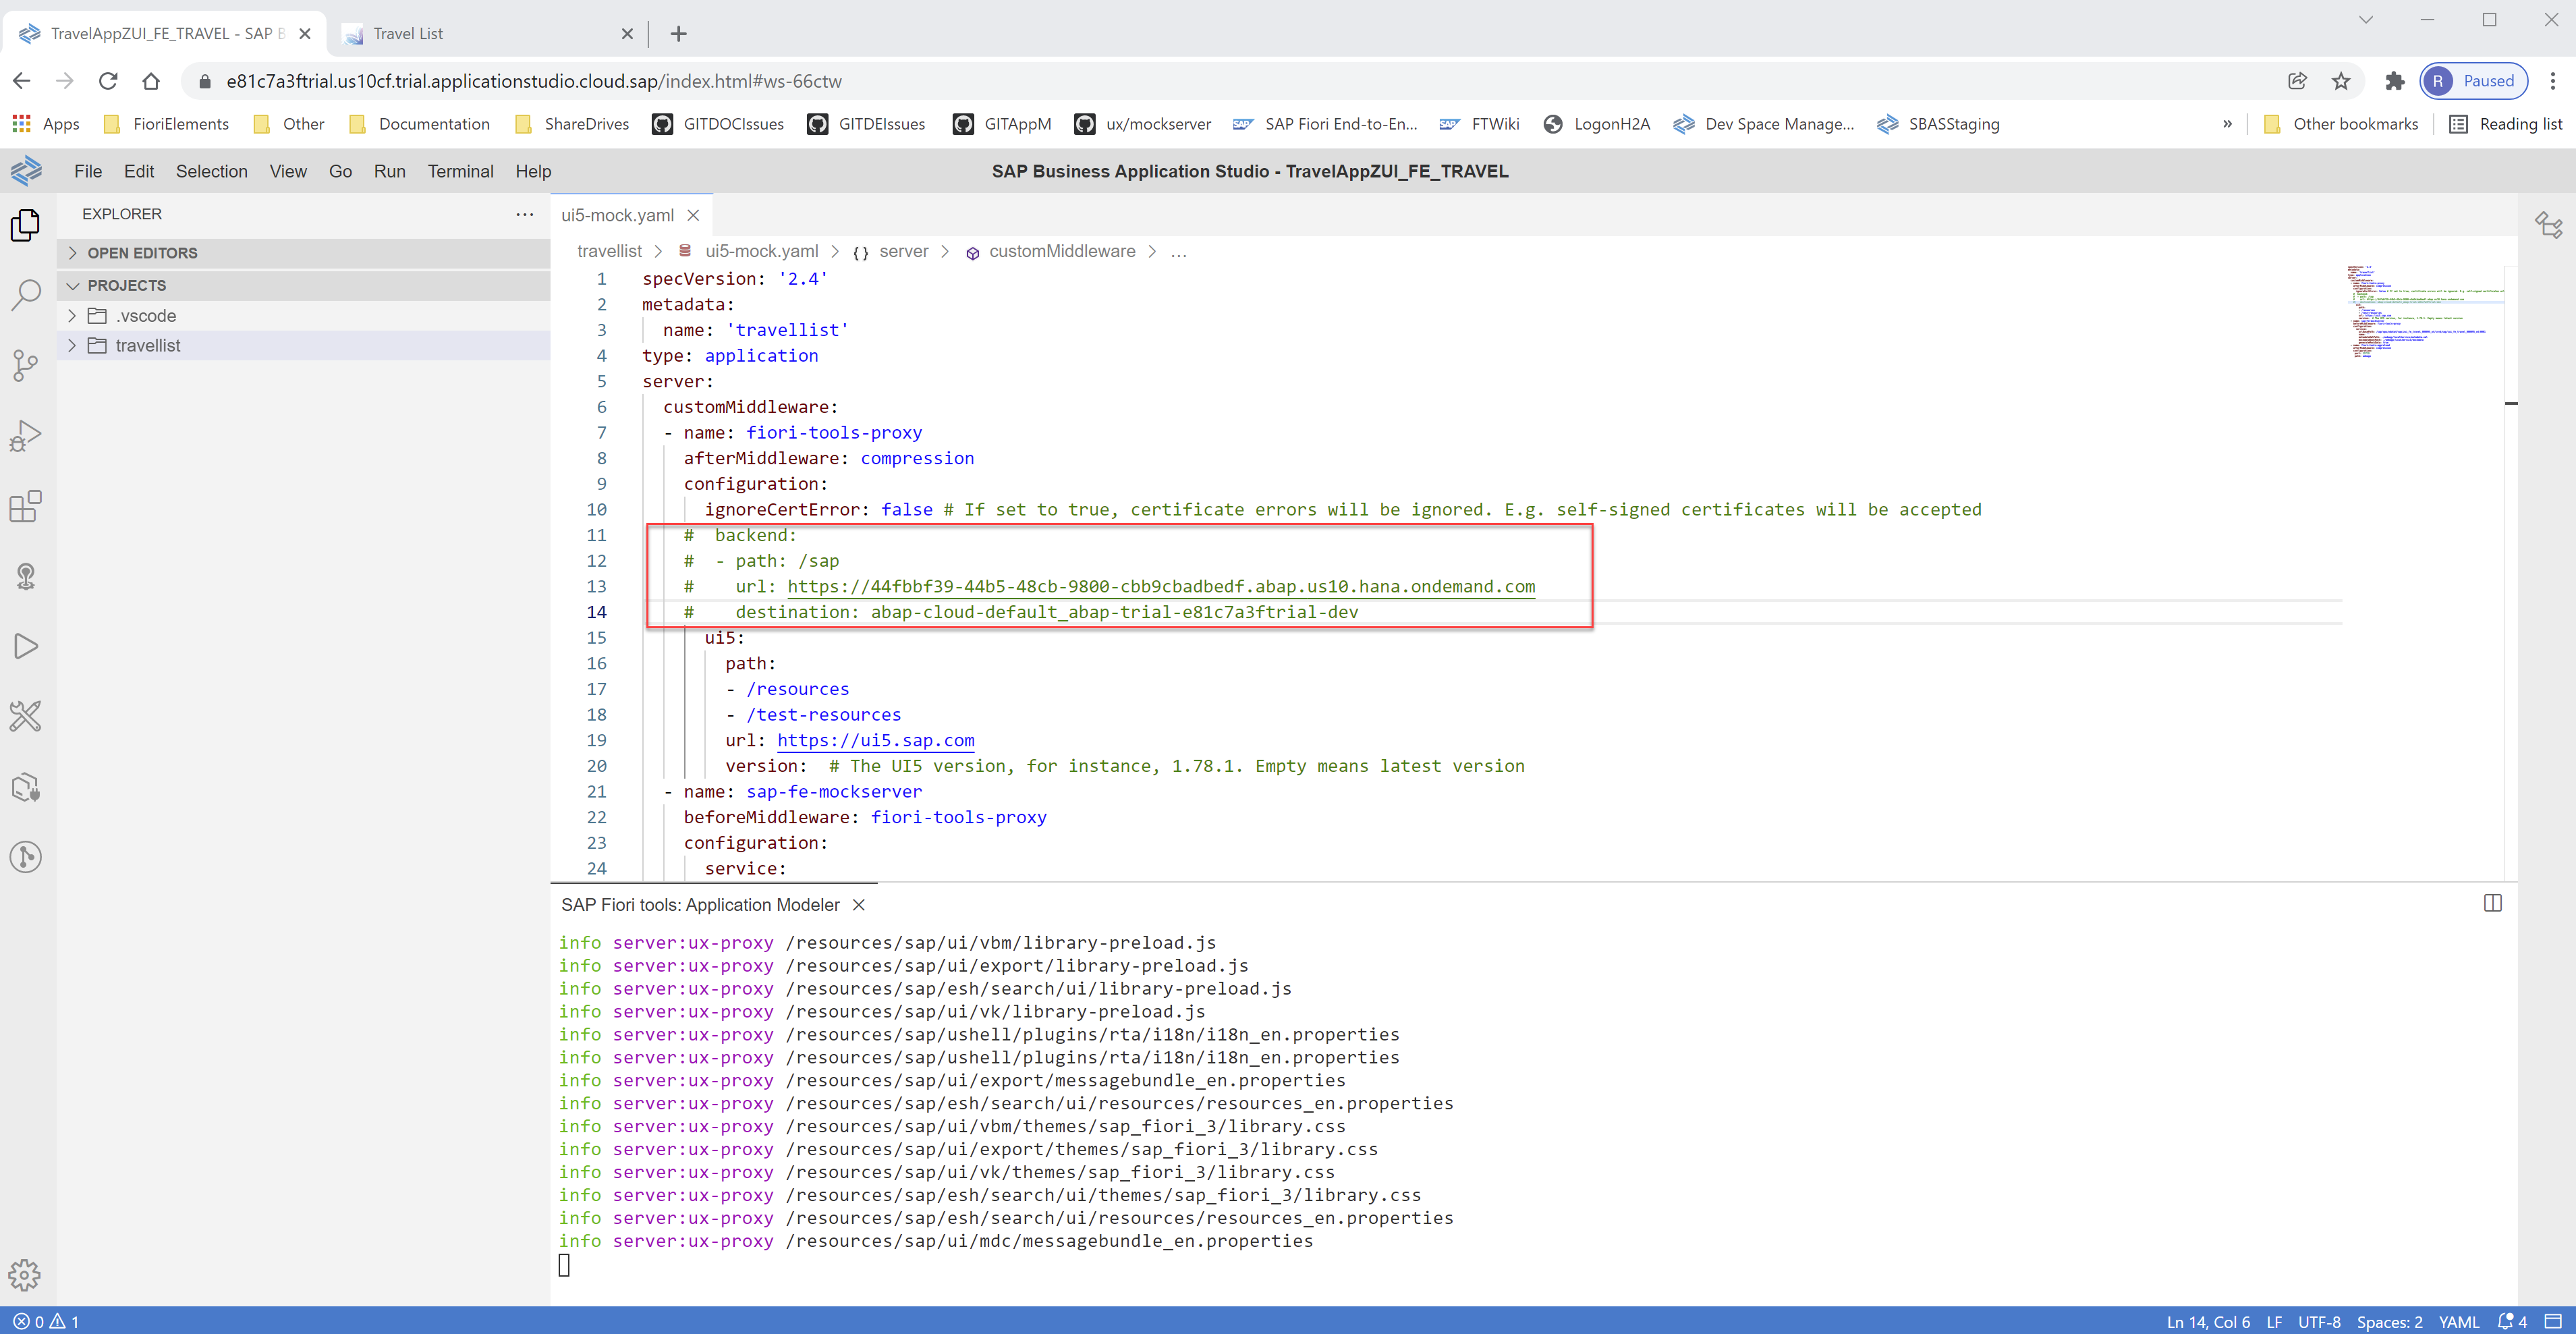 TravelAppZUI_FE_TRAVEL - SAP B
Travel List
e81c7a3ftrial.us10cf.trial.applicationstudio.cloud.sap/index.html#ws-66ctw
R Paused
Apps FioriElements Other Documentation ShareDrives GITDOCIssues GITDEIssues GITAppM ux/mockserver SAP SAP Fiori End-to-En... SAP FTWiki LogonH2A Dev Space Manage... SBASStaging » Other bookmarks Reading list
File Edit Selection View Go Run Terminal Help SAP Business Application Studio - TravelAppZUI_FE_TRAVEL
EXPLORER ...
OPEN EDITORS
PROJECTS
.vscode
travellist
ui5-mock.yaml
travellist > ui5-mock.yaml > {} server > customMiddleware > ...
1 specVersion: '2.4'
2 metadata:
3 name: 'travellist'
4 type: application
5 server:
6 customMiddleware:
7 - name: fiori-tools-proxy
8 afterMiddleware: compression
9 configuration:
10 ignoreCertError: false # If set to true, certificate errors will be ignored. E.g. self-signed certificates will be accepted
11 # backend:
12 # - path: /sap
13 # url: https://44fbbf39-44b5-48cb-9800-cbb9cbadbedf.abap.us10.hana.ondemand.com
14 # destination: abap-cloud-default_abap-trial-e81c7a3ftrial-dev
15 ui5:
16 path:
17 - /resources
18 - /test-resources
19 url: https://ui5.sap.com
20 version: # The UI5 version, for instance, 1.78.1. Empty means latest version
21 - name: sap-fe-mockserver
22 beforeMiddleware: fiori-tools-proxy
23 configuration:
24 service:
SAP Fiori tools: Application Modeler
info server:ux-proxy /resources/sap/ui/vbm/library-preload.js
info server:ux-proxy /resources/sap/ui/export/library-preload.js
info server:ux-proxy /resources/sap/esh/search/ui/library-preload.js
info server:ux-proxy /resources/sap/ui/vk/library-preload.js
info server:ux-proxy /resources/sap/ushell/plugins/rta/i18n/i18n_en.properties
info server:ux-proxy /resources/sap/ushell/plugins/rta/i18n/i18n_en.properties
info server:ux-proxy /resources/sap/ui/export/messagebundle_en.properties
info server:ux-proxy /resources/sap/esh/search/ui/resources/resources_en.properties
info server:ux-proxy /resources/sap/ui/vbm/themes/sap_fiori_3/library.css
info server:ux-proxy /resources/sap/ui/export/themes/sap_fiori_3/library.css
info server:ux-proxy /resources/sap/ui/vk/themes/sap_fiori_3/library.css
info server:ux-proxy /resources/sap/esh/search/ui/themes/sap_fiori_3/library.css
info server:ux-proxy /resources/sap/esh/search/ui/resources/resources_en.properties
info server:ux-proxy /resources/sap/ui/mdc/messagebundle_en.properties
0 1 Ln 14, Col 6 LF UTF-8 Spaces: 2 YAML 4